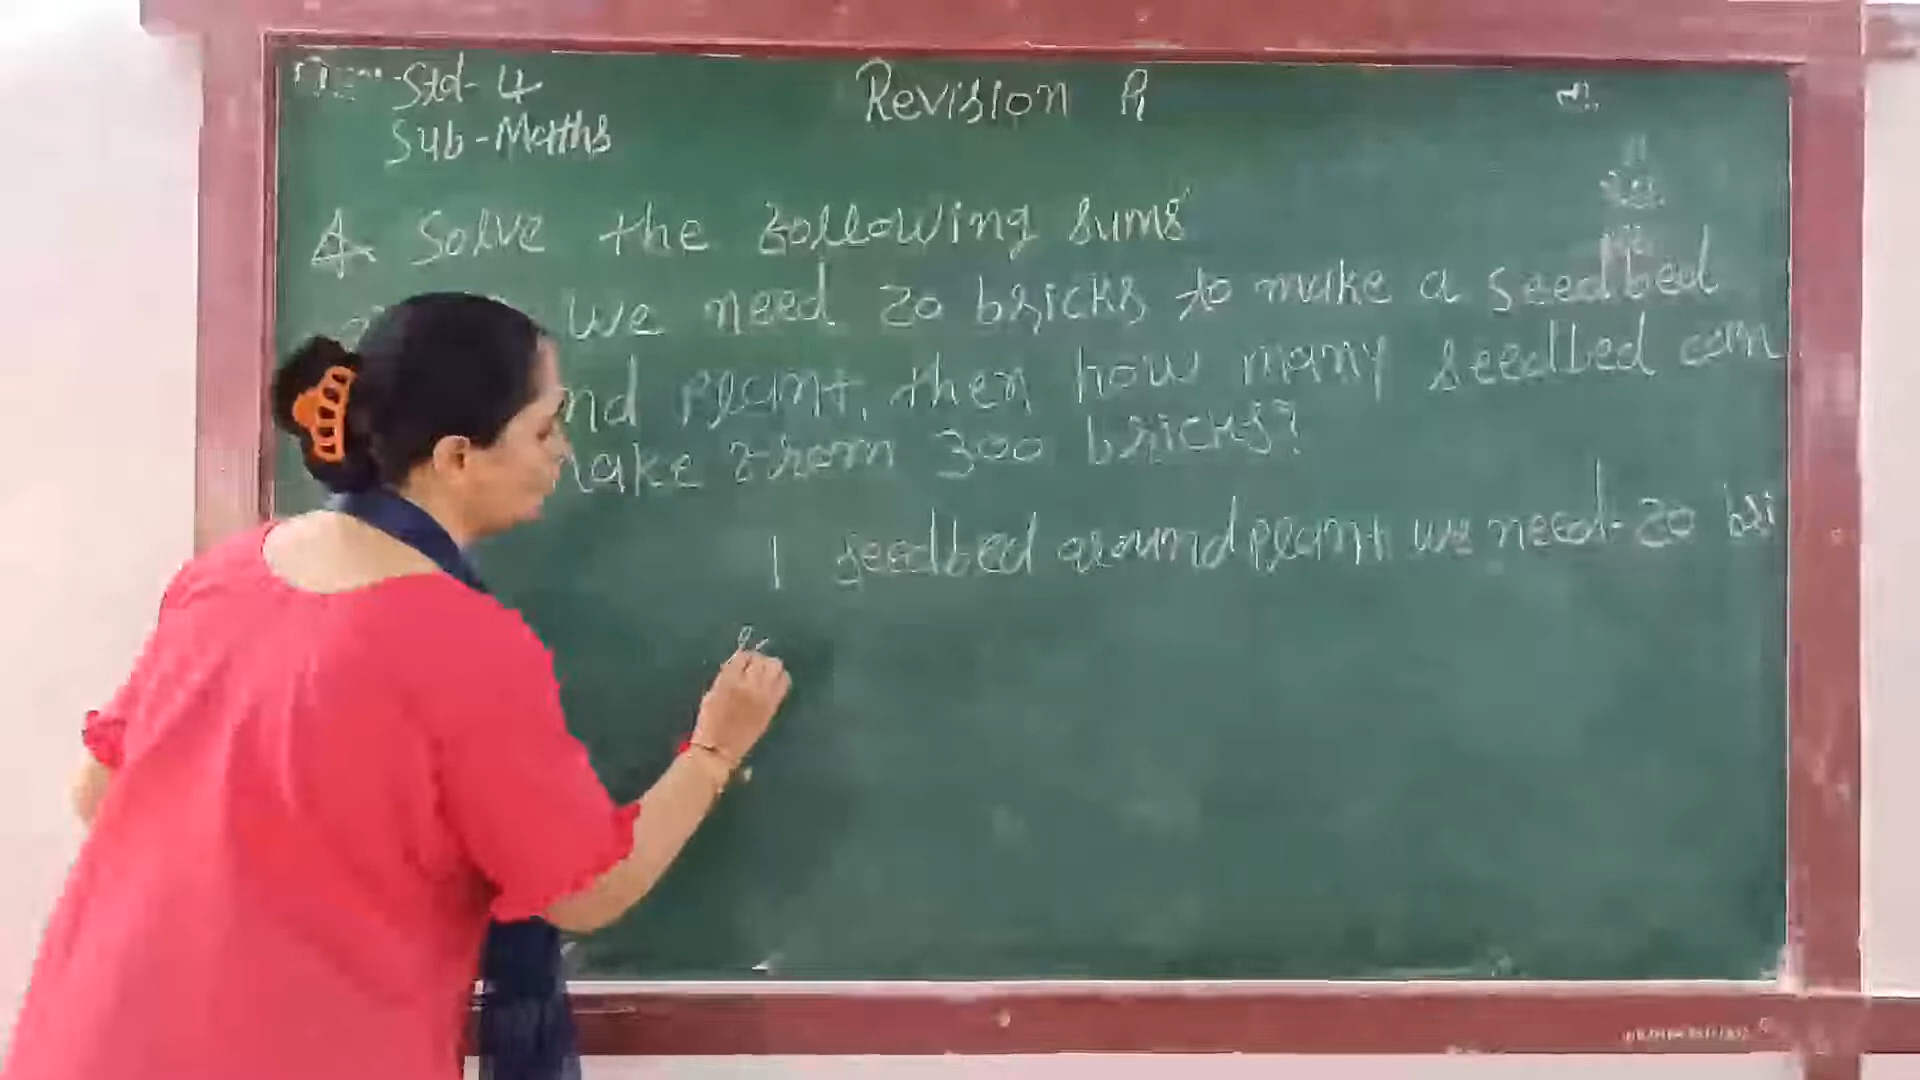 Std- 4
Revision
Sub-Maths
A. Solve the following sums
we need 20 bricks to make a seedbed
nd plant, then how many seedbed can
ake from 300 bricks?
1 seedbed around plant we need 20 bri